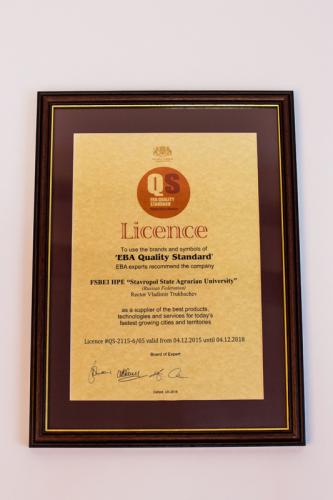 QS
EBA QUALITY
STANDARD
Licence
To use the brands and symbols of
'EBA Quality Standard'
EBA experts recommend the company
FSBEI HPE "Stavropol State Agrarian University"
(Russian Federation)
Rector Vladimir Trukhachev
as a supplier of the best products,
technologies and services for today's
fastest growing cities and territories
Licence #QS-2115-6/05 valid from 04.12.2015 until 04.12.2018
Board of Expert